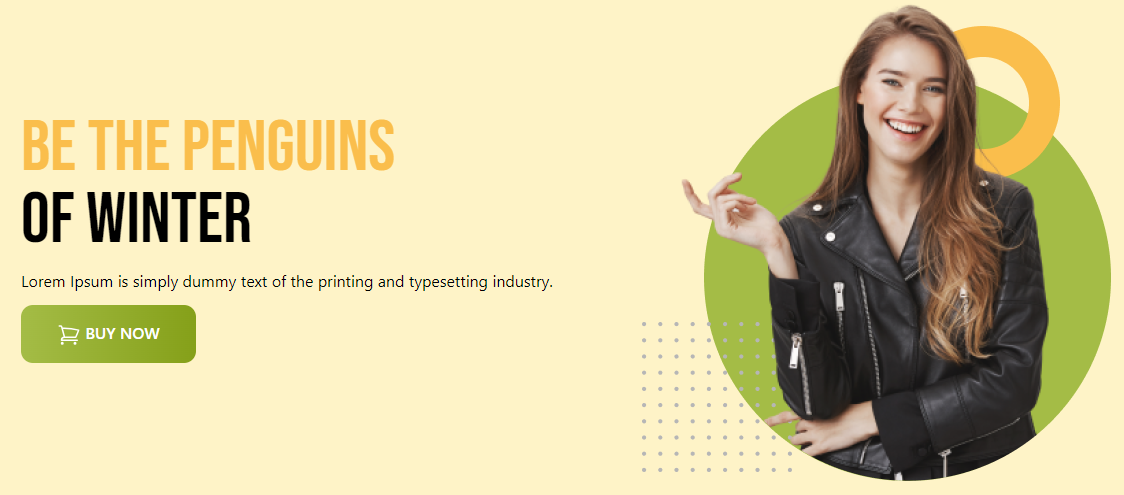 BE THE PENGUINS
OF WINTER
Lorem Ipsum is simply dummy text of the printing and typesetting industry.
BUY NOW